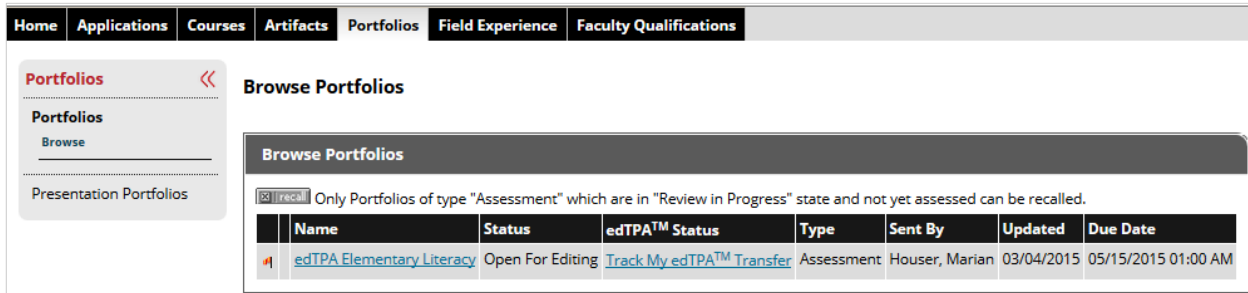 Home Applications Courses Artifacts Portfolios Field Experience Faculty Qualifications
Portfolios
Portfolios
Browse
Presentation Portfolios
Browse Portfolios
Browse Portfolios
recall Only Portfolios of type "Assessment" which are in "Review in Progress" state and not yet assessed can be recalled.
Name Status edTPA™ Status Type Sent By Updated Due Date
edTPA Elementary Literacy Open For Editing Track My edTPA™ Transfer Assessment Houser, Marian 03/04/2015 05/15/2015 01:00 AM